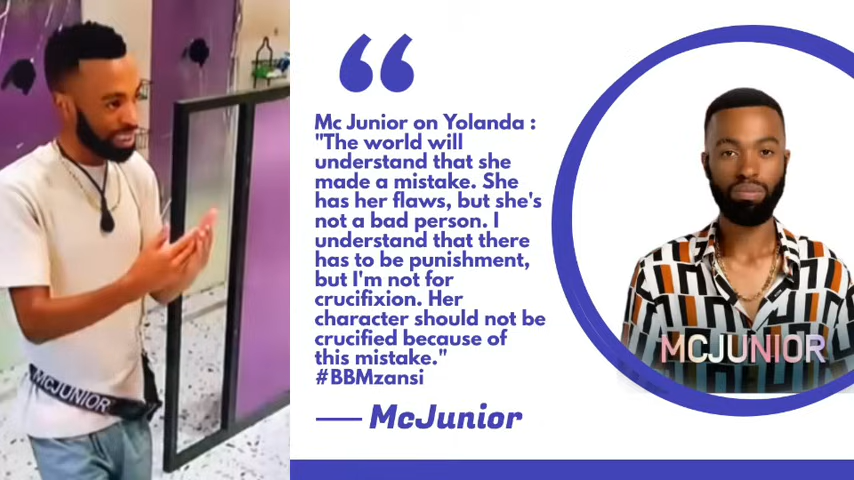 Mc Junior on Yolanda :
"The world will
understand that she
made a mistake. She
has her flaws, but she's
not a bad person. I
understand that there
has to be punishment,
but I'm not for
crucifixion. Her
character should not be
crucified because of
this mistake."
#BBMzansi
— McJunior
MCJUNIOR
MCJUNIOR